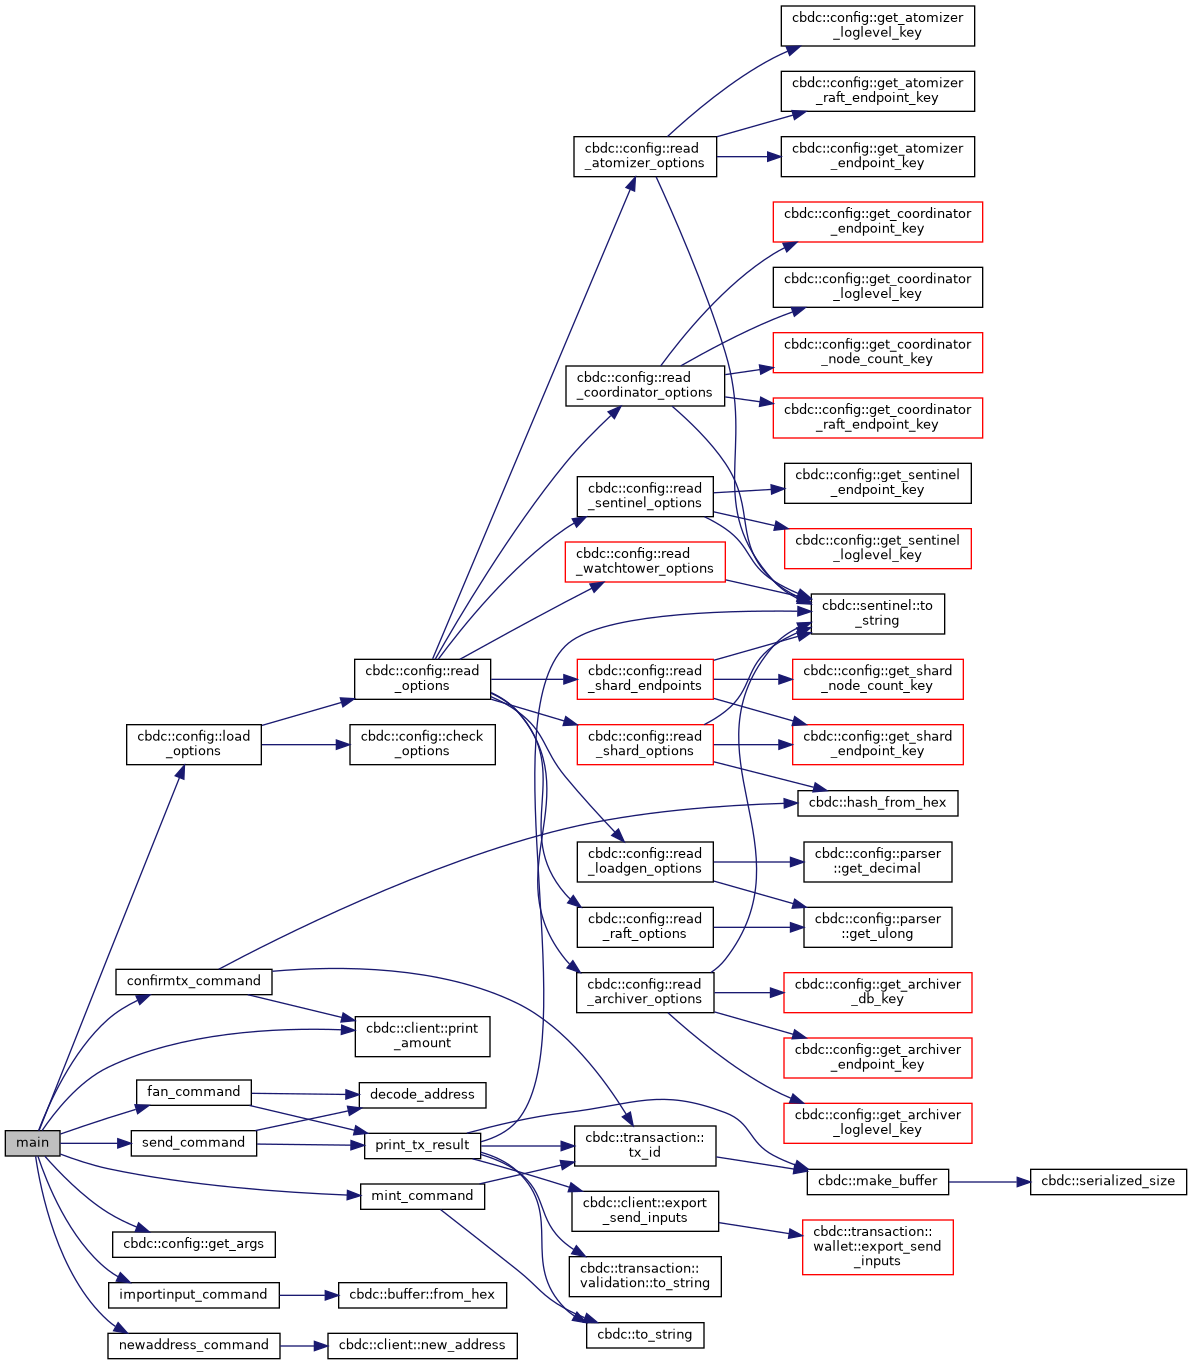 cbdc::config::get_atomizer
_loglevel_key
cbdc::config::get_atomizer
_raft_endpoint_key
cbdc::config::read
_atomizer_options
cbdc::config::get_atomizer
_endpoint_key
cbdc::config::get_coordinator
_endpoint_key
cbdc::config::get_coordinator
_loglevel_key
cbdc::config::get_coordinator
_node_count_key
cbdc::config::read
_coordinator_options
cbdc::config::get_coordinator
_raft_endpoint_key
cbdc::config::get_sentinel
_endpoint_key
cbdc::config::read
_sentinel_options
cbdc::config::get_sentinel
_loglevel_key
cbdc::config::read
_watchtower_options
cbdc::sentinel::to
_string
cbdc::config::read
_options
cbdc::config::read
_shard_endpoints
cbdc::config::get_shard
_node_count_key
cbdc::config::load
_options
cbdc::config::check
_options
cbdc::config::read
_shard_options
cbdc::config::get_shard
_endpoint_key
cbdc::hash_from_hex
cbdc::config::read
_loadgen_options
cbdc::config::parser
::get_decimal
cbdc::config::read
_raft_options
cbdc::config::parser
::get_ulong
confirmtx_command
cbdc::config::read
_archiver_options
cbdc::config::get_archiver
_db_key
cbdc::client::print
_amount
cbdc::config::get_archiver
_endpoint_key
fan_command
decode_address
cbdc::config::get_archiver
_loglevel_key
main
send_command
print_tx_result
cbdc::transaction::
tx_id
cbdc::make_buffer
cbdc::serialized_size
mint_command
cbdc::client::export
_send_inputs
cbdc::config::get_args
cbdc::transaction::
wallet::export_send
_inputs
importinput_command
cbdc::buffer::from_hex
cbdc::transaction::
validation::to_string
newaddress_command
cbdc::client::new_address
cbdc::to_string